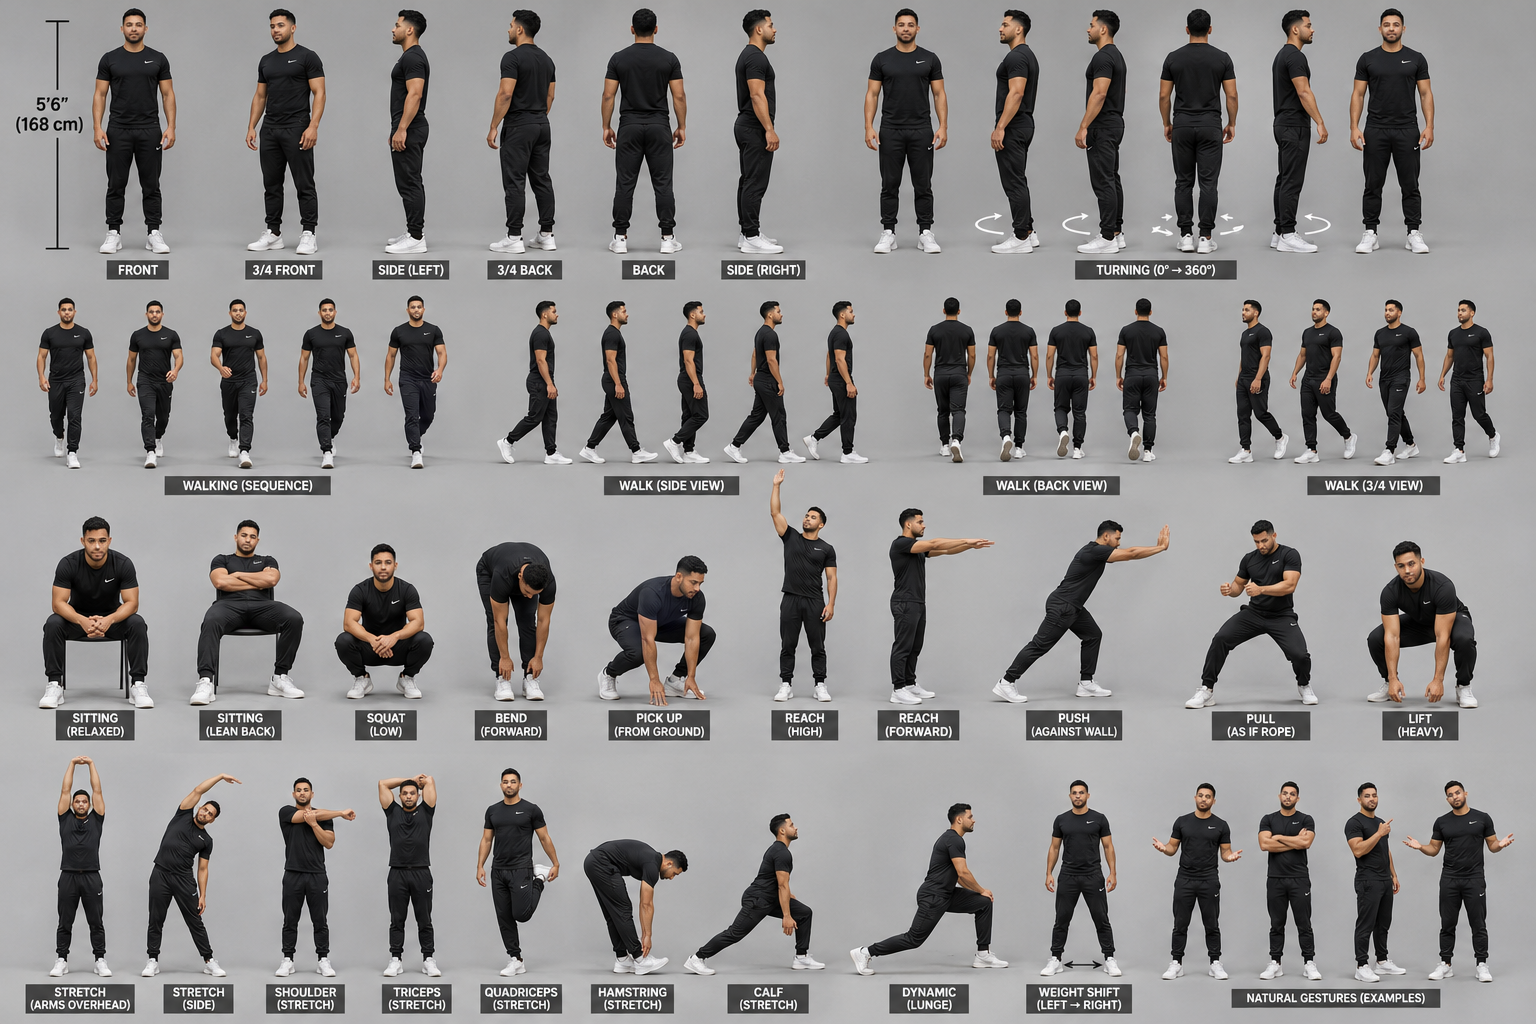 5'6"
(168 cm)
FRONT
3/4 FRONT
SIDE (LEFT)
3/4 BACK
BACK
SIDE (RIGHT)
TURNING (0° → 360°)
WALKING (SEQUENCE)
WALK (SIDE VIEW)
WALK (BACK VIEW)
WALK (3/4 VIEW)
SITTING
(RELAXED)
SITTING
(LEAN BACK)
SQUAT
(LOW)
BEND
(FORWARD)
PICK UP
(FROM GROUND)
REACH
(HIGH)
REACH
(FORWARD)
PUSH
(AGAINST WALL)
PULL
(AS IF ROPE)
LIFT
(HEAVY)
STRETCH
(ARMS OVERHEAD)
STRETCH
(SIDE)
SHOULDER
(STRETCH)
TRICEPS
(STRETCH)
QUADRICEPS
(STRETCH)
HAMSTRING
(STRETCH)
CALF
(STRETCH)
DYNAMIC
(LUNGE)
WEIGHT SHIFT
(LEFT → RIGHT)
NATURAL GESTURES (EXAMPLES)